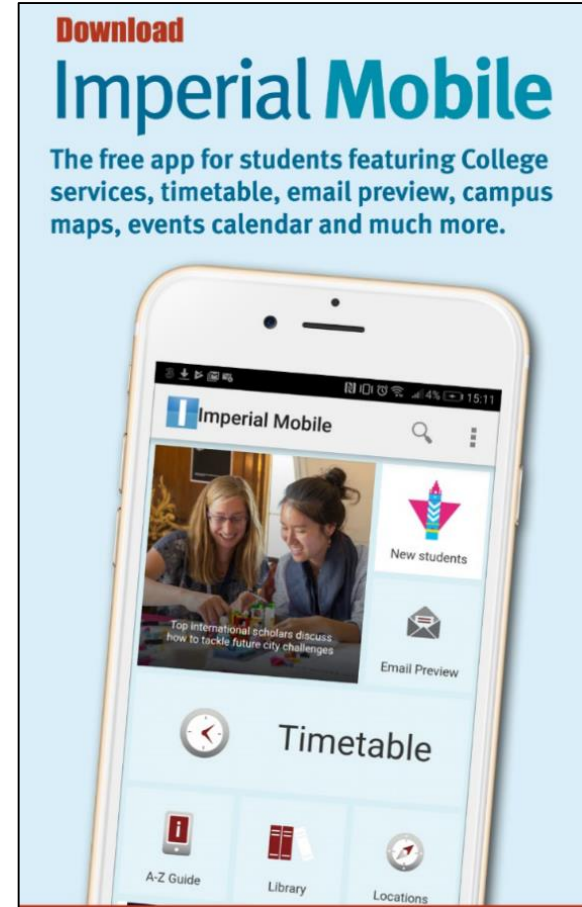 Download
Imperial Mobile
The free app for students featuring College
services, timetable, email preview, campus
maps, events calendar and much more.
4% 15:11
Imperial Mobile
New students
Top international scholars discuss
how to tackle future city challenges
Email Preview
Timetable
A-Z Guide
Library
Locations